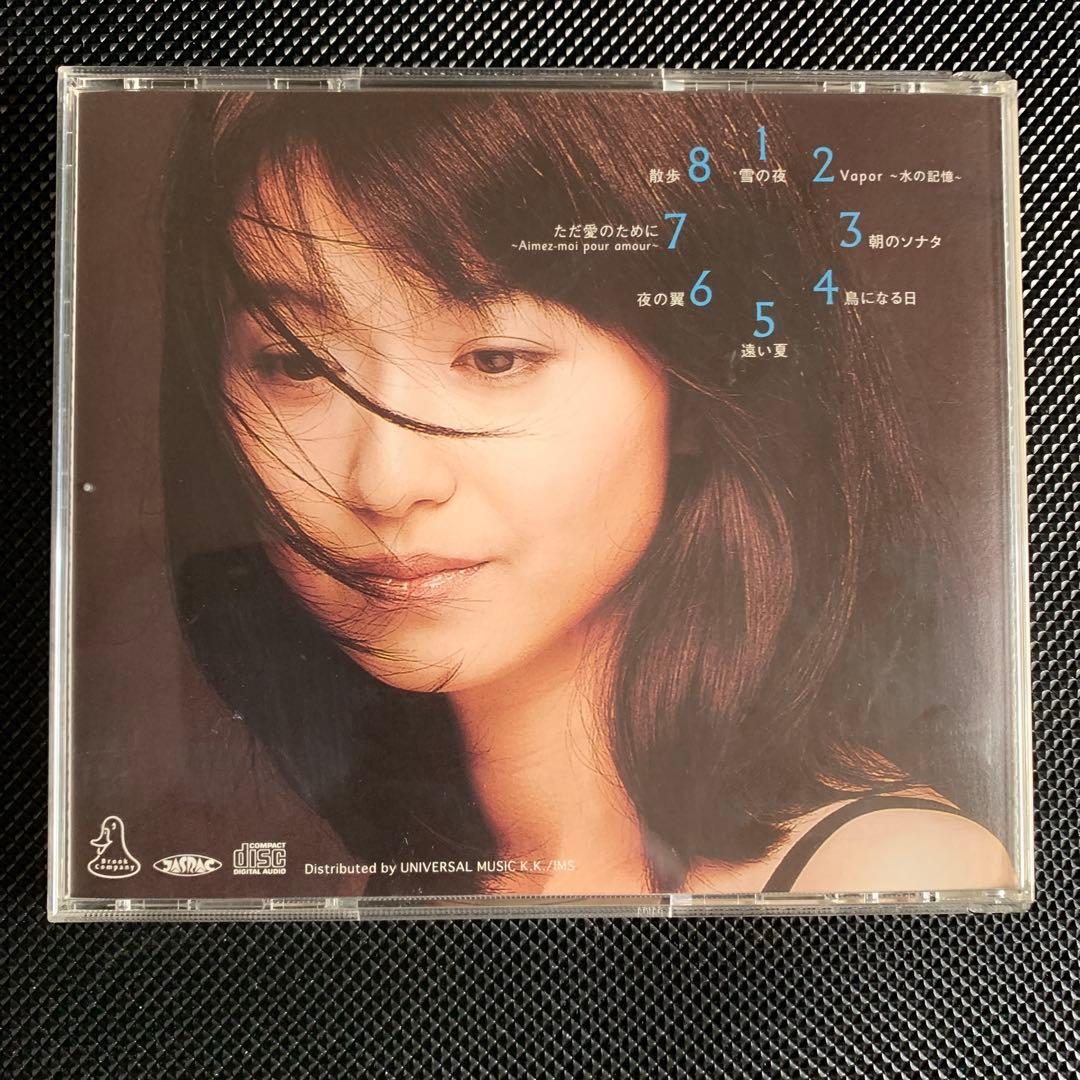 1
雪の夜
2 Vapor ~水の記憶~
3 朝のソナタ
4 鳥になる日
5
遠い夏
夜の翼 6
ただ愛のために 7
~Aimez-moi pour amour~
散歩 8
Brook
Company
JASRAC
COMPACT
disc
DIGITAL AUDIO
Distributed by UNIVERSAL MUSIC K.K./IMS